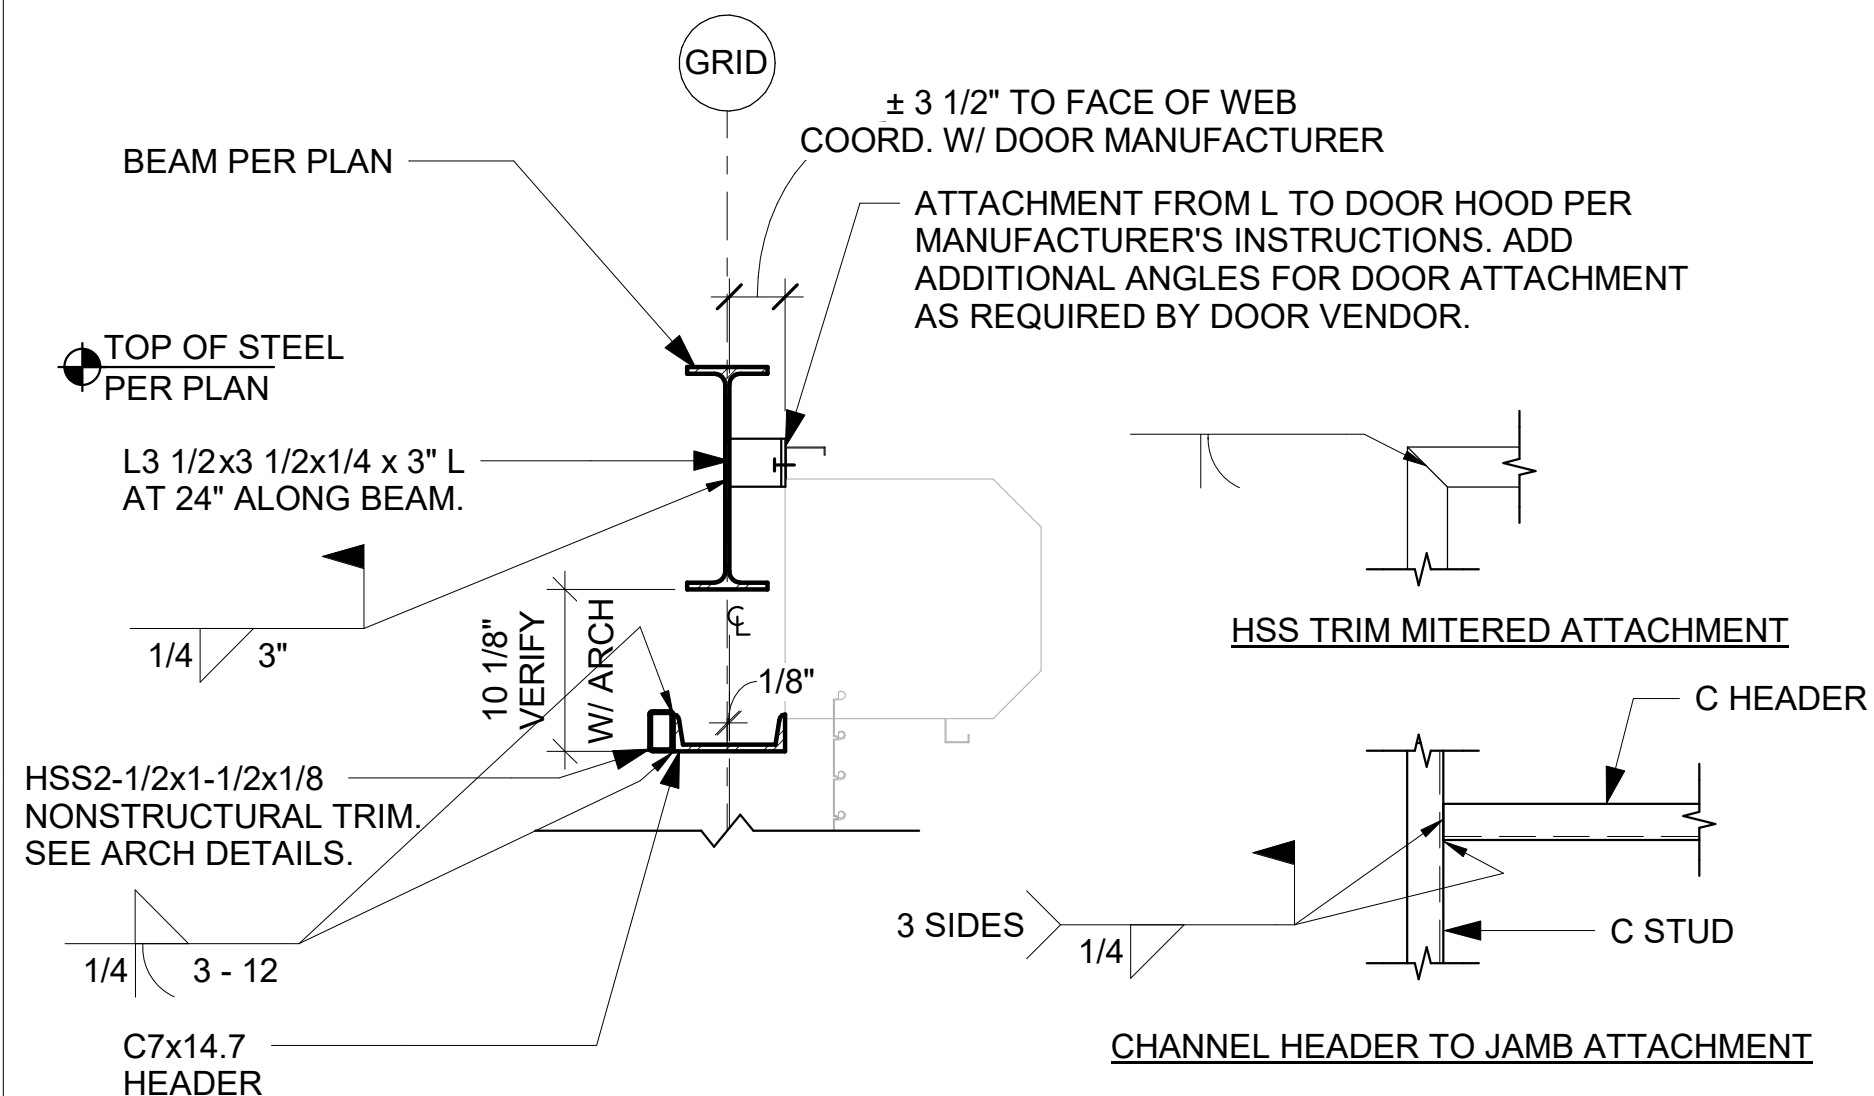 GRID
± 3 1/2" TO FACE OF WEB
COORD. W/ DOOR MANUFACTURER
BEAM PER PLAN
ATTACHMENT FROM L TO DOOR HOOD PER
MANUFACTURER'S INSTRUCTIONS. ADD
ADDITIONAL ANGLES FOR DOOR ATTACHMENT
AS REQUIRED BY DOOR VENDOR.
TOP OF STEEL
PER PLAN
L3 1/2x3 1/2x1/4 x 3" L
AT 24" ALONG BEAM.
1/4 3"
10 1/8"
VERIFY
W/ ARCH
℄
1/8"
HSS TRIM MITERED ATTACHMENT
C HEADER
HSS2-1/2x1-1/2x1/8
NONSTRUCTURAL TRIM.
SEE ARCH DETAILS.
3 SIDES
1/4
C STUD
1/4 3 - 12
C7x14.7
HEADER
CHANNEL HEADER TO JAMB ATTACHMENT